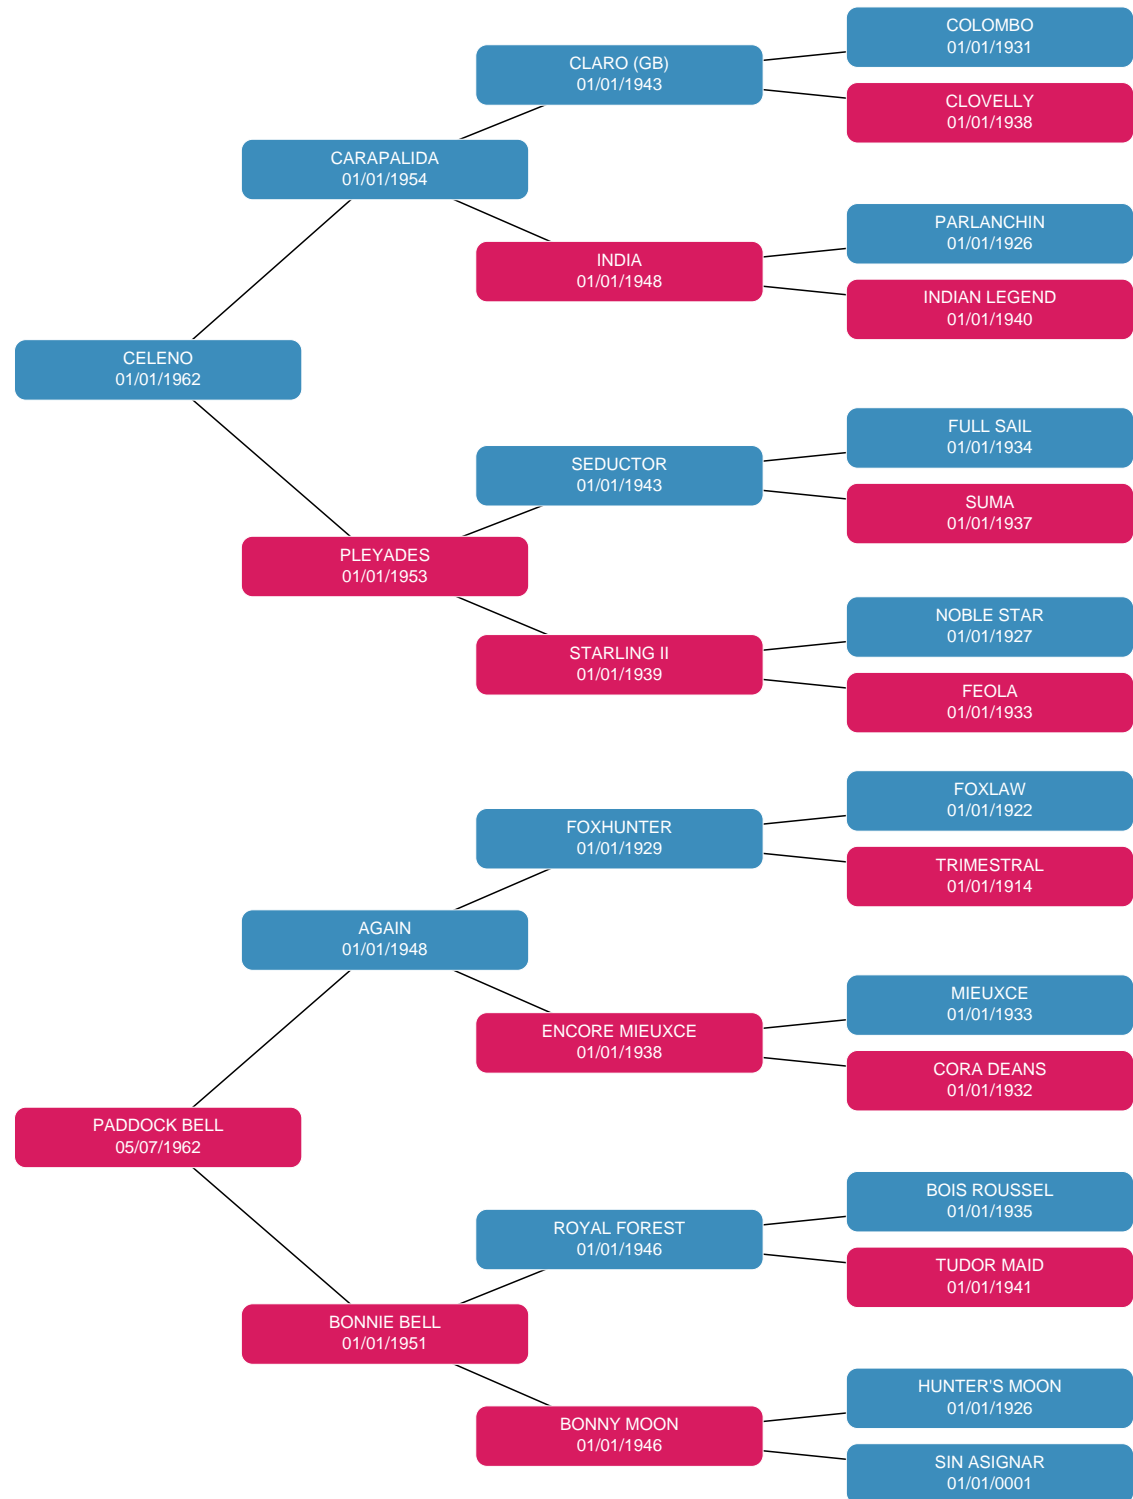 COLOMBO
01/01/1931
CLARO (GB)
01/01/1943
CLOVELLY
01/01/1938
CARAPALIDA
01/01/1954
PARLANCHIN
01/01/1926
INDIA
01/01/1948
INDIAN LEGEND
01/01/1940
CELENO
01/01/1962
FULL SAIL
01/01/1934
SEDUCTOR
01/01/1943
SUMA
01/01/1937
PLEYADES
01/01/1953
NOBLE STAR
01/01/1927
STARLING II
01/01/1939
FEOLA
01/01/1933
FOXLAW
01/01/1922
FOXHUNTER
01/01/1929
TRIMESTRAL
01/01/1914
AGAIN
01/01/1948
MIEUXCE
01/01/1933
ENCORE MIEUXCE
01/01/1938
CORA DEANS
01/01/1932
PADDOCK BELL
05/07/1962
BOIS ROUSSEL
01/01/1935
ROYAL FOREST
01/01/1946
TUDOR MAID
01/01/1941
BONNIE BELL
01/01/1951
HUNTER'S MOON
01/01/1926
BONNY MOON
01/01/1946
SIN ASIGNAR
01/01/0001